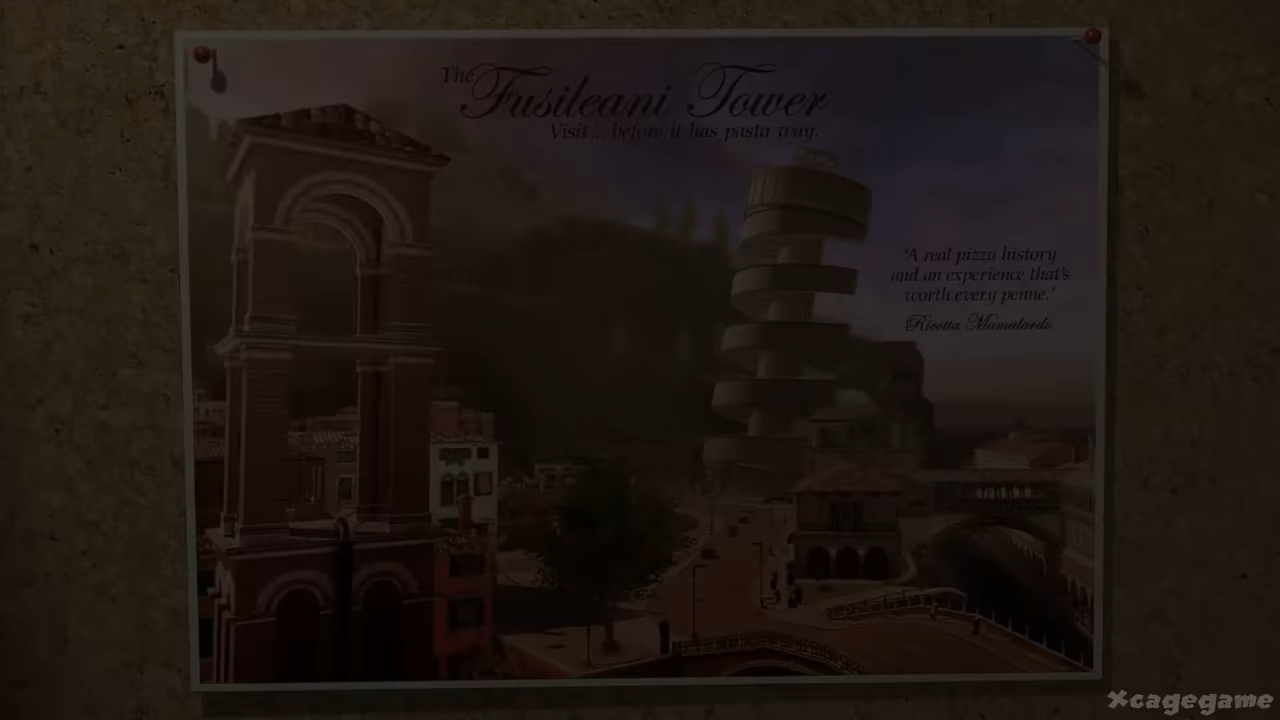 The Fusileani Tower
Visit... before it has pasta way.
'A real pizza history
and an experience that's
worth every penne.'
Ricotta Mamalardo
Xcagegame